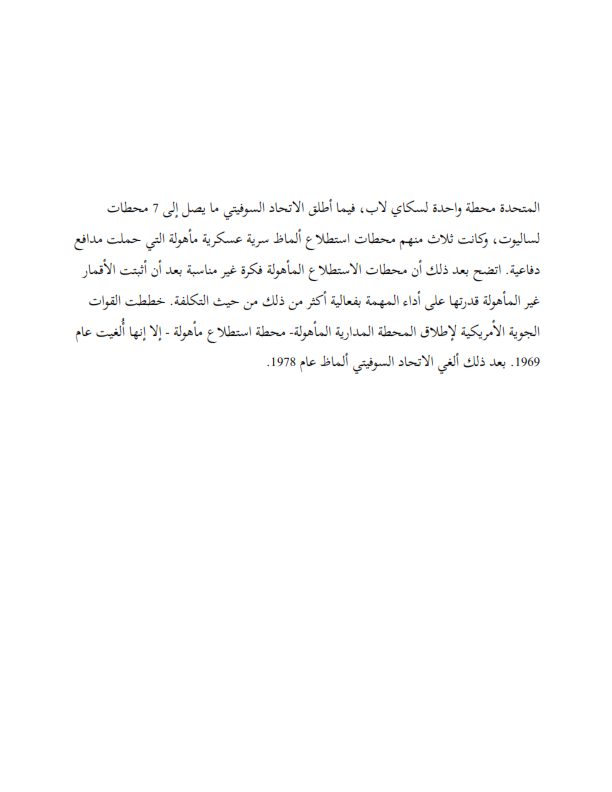 المتحدة محطة واحدة لسكاي لاب، فيما أطلق الاتحاد السوفيتي ما يصل إلى 7 محطات
لساليوت، وكانت ثلاث منهم محطات استطلاع ألماظ سرية عسكرية مأهولة التي حملت مدافع
دفاعية. اتضح بعد ذلك أن محطات الاستطلاع المأهولة فكرة غير مناسبة بعد أن أثبتت الأقمار
غير المأهولة قدرتها على أداء المهمة بفعالية أكثر من ذلك من حيث التكلفة. خططت القوات
الجوية الأمريكية لإطلاق المحطة المدارية المأهولة- محطة استطلاع مأهولة - إلا إنها أُلغيت عام
1969. بعد ذلك ألغي الاتحاد السوفيتي ألماظ عام 1978.